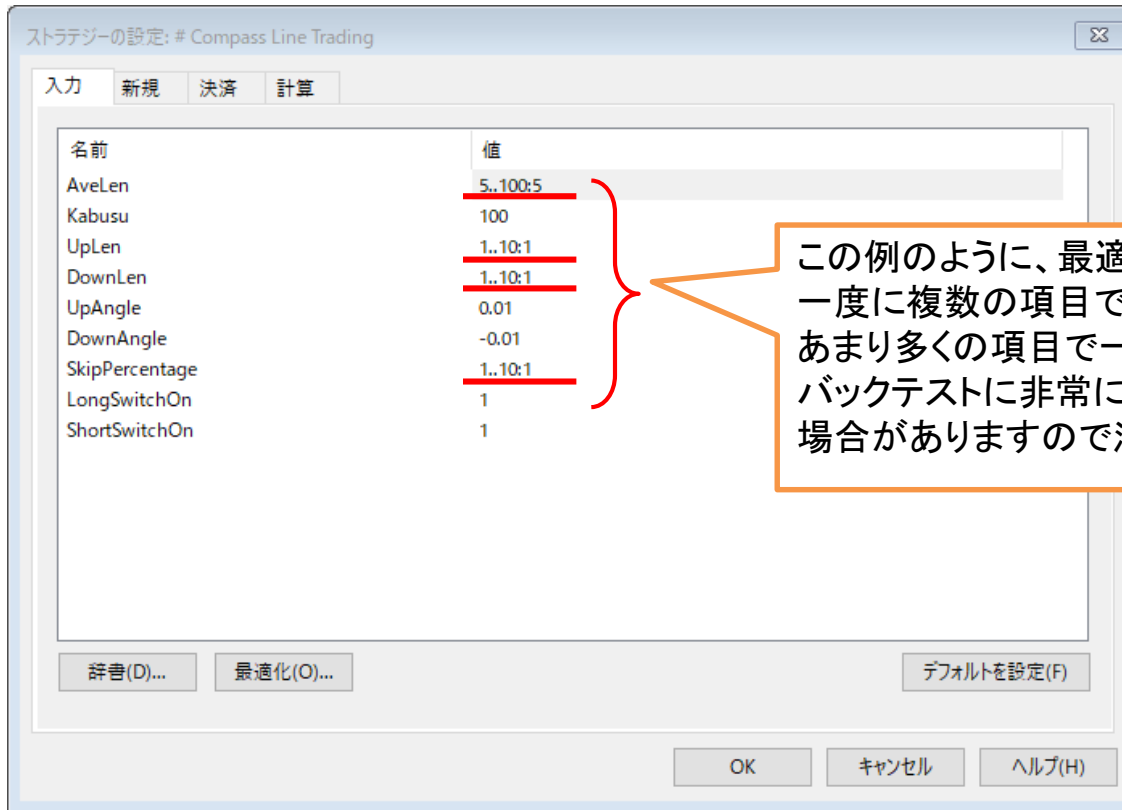 ストラテジーの設定: # Compass Line Trading
入力 新規 決済 計算
名前 値
AveLen 5..100:5
Kabusu 100
UpLen 1..10:1
DownLen 1..10:1
UpAngle 0.01
DownAngle -0.01
SkipPercentage 1..10:1
LongSwitchOn 1
ShortSwitchOn 1
この例のように、最適
一度に複数の項目で
あまり多くの項目で一
バックテストに非常に
場合がありますので
辞書(D)... 最適化(O)... デフォルトを設定(F)
OK キャンセル ヘルプ(H)